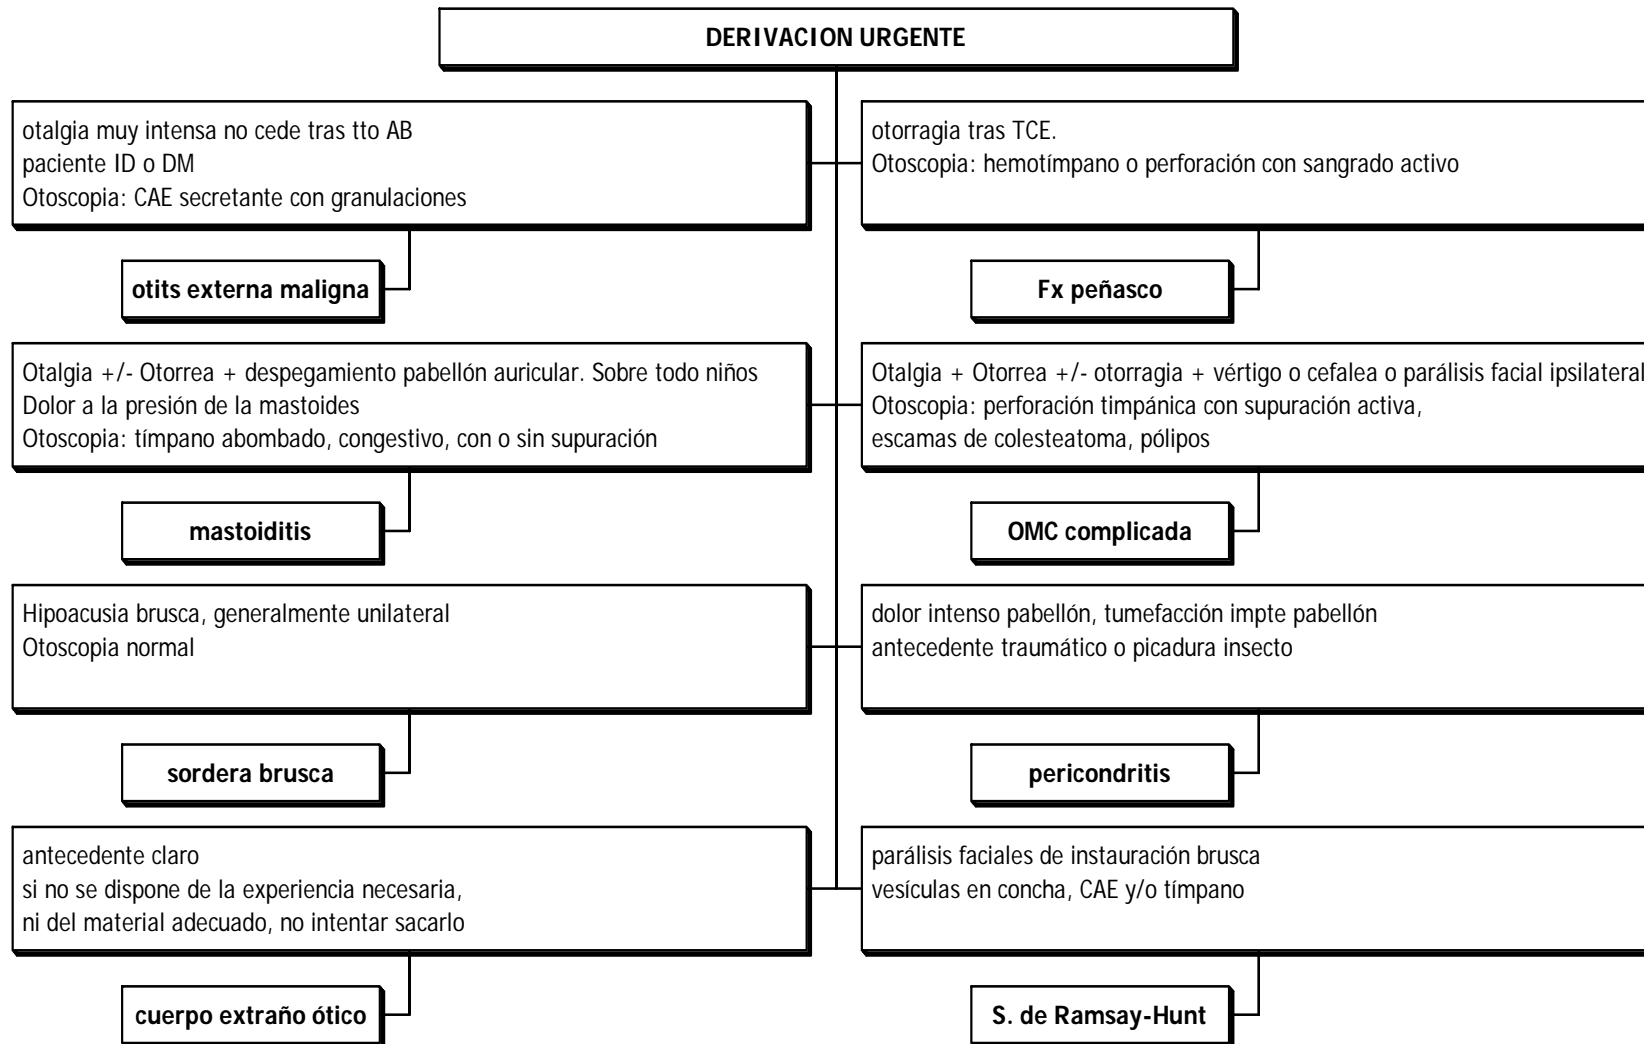 DERIVACION URGENTE
otalgia muy intensa no cede tras tto AB
paciente ID o DM
Otoscopia: CAE secretante con granulaciones
otits externa maligna
otorragia tras TCE.
Otoscopia: hemotímpano o perforación con sangrado activo
Fx peñasco
Otalgia +/- Otorrea + despegamiento pabellón auricular. Sobre todo niños
Dolor a la presión de la mastoides
Otoscopia: tímpano abombado, congestivo, con o sin supuración
mastoiditis
Otalgia + Otorrea +/- otorragia + vértigo o cefalea o parálisis facial ipsilateral
Otoscopia: perforación timpánica con supuración activa,
escamas de colesteatoma, pólipos
OMC complicada
Hipoacusia brusca, generalmente unilateral
Otoscopia normal
sordera brusca
dolor intenso pabellón, tumefacción impte pabellón
antecedente traumático o picadura insecto
pericondritis
antecedente claro
si no se dispone de la experiencia necesaria,
ni del material adecuado, no intentar sacarlo
cuerpo extraño ótico
parálisis faciales de instauración brusca
vesículas en concha, CAE y/o tímpano
S. de Ramsay-Hunt